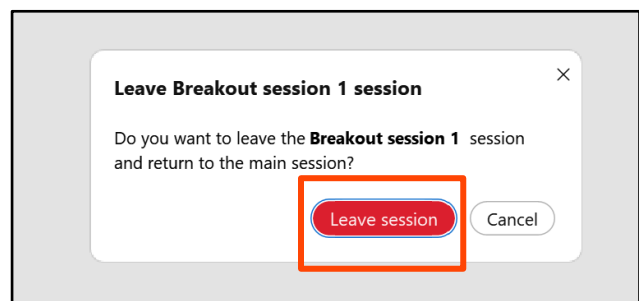 Leave Breakout session 1 session
Do you want to leave the Breakout session 1 session
and return to the main session?
Leave session
Cancel